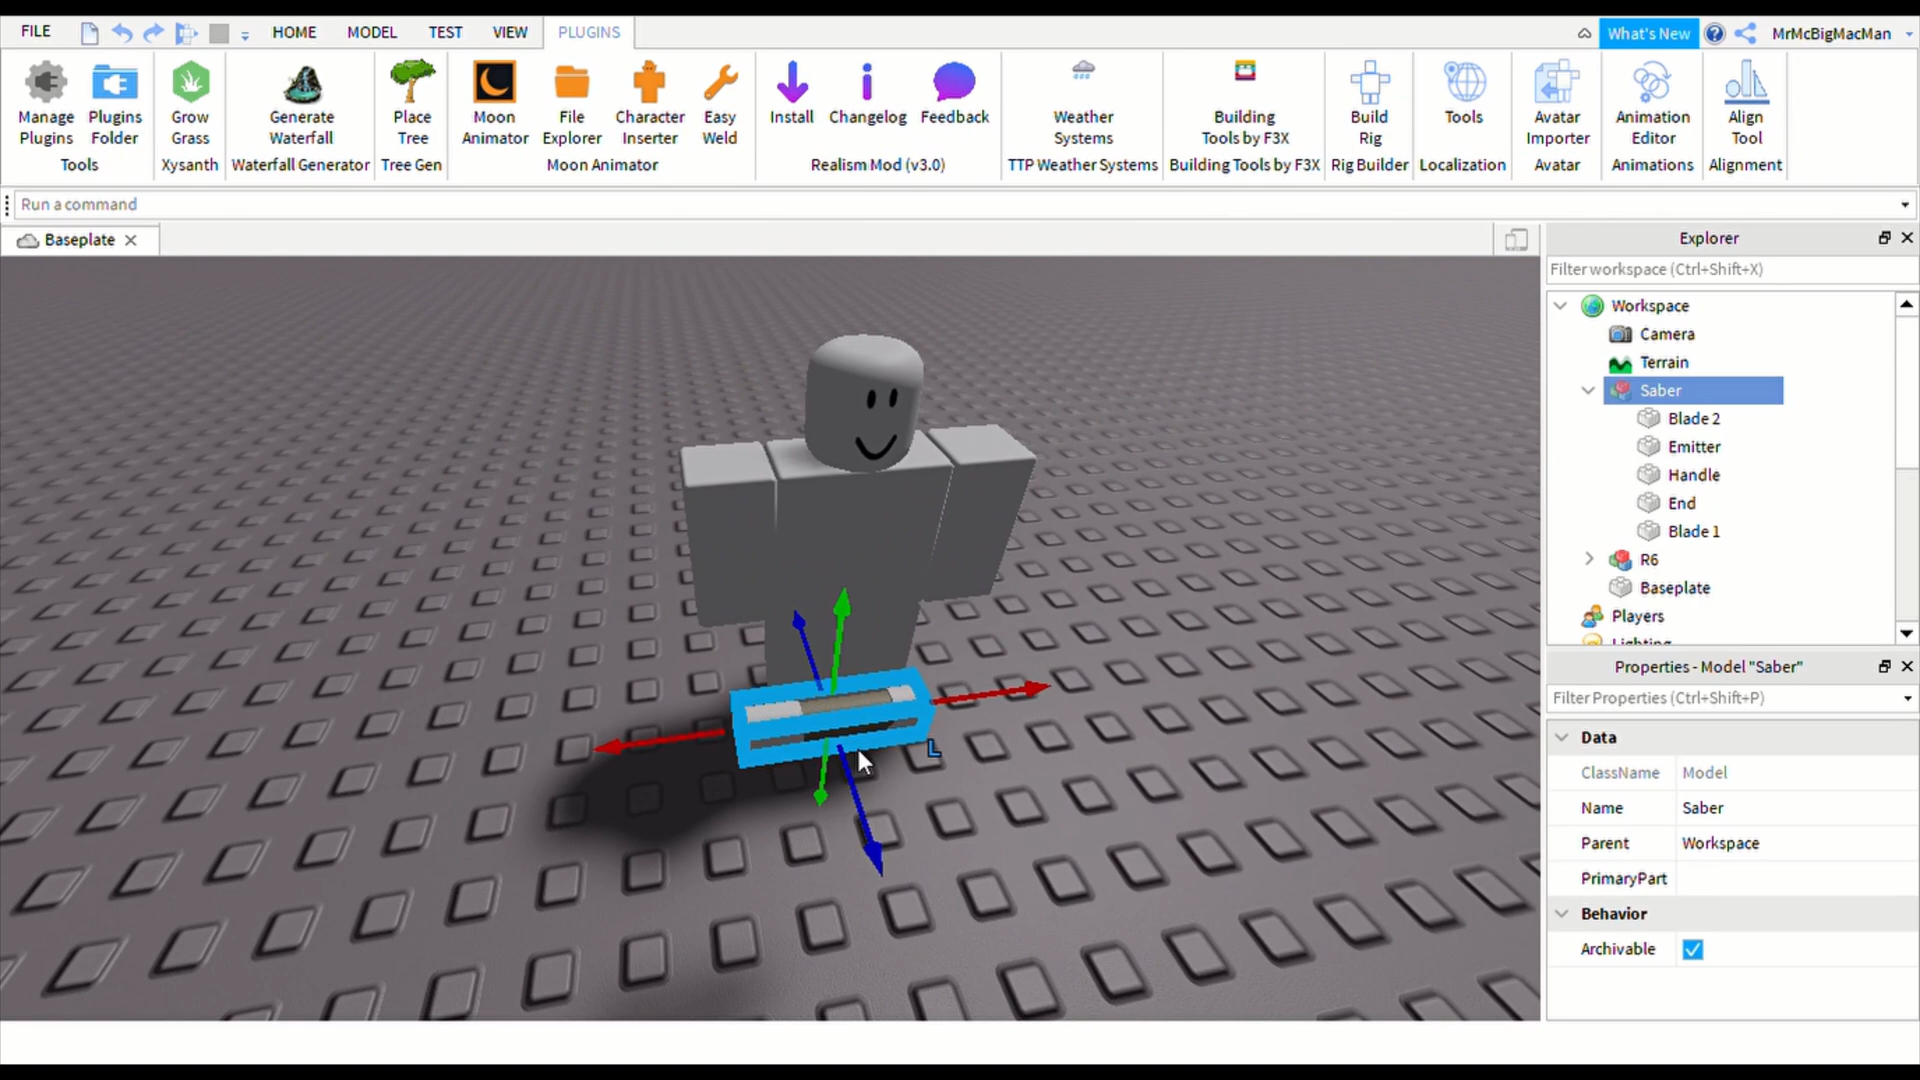 FILE HOME MODEL TEST VIEW PLUGINS What's New MrMcBigMacMan
Manage Plugins
Plugins Folder
Tools
Grow Grass
Xysanth
Generate Waterfall
Waterfall Generator
Place Tree
Tree Gen
Moon Animator
File Explorer
Character Inserter
Easy Weld
Moon Animator
Install
Changelog
Feedback
Realism Mod (v3.0)
Weather Systems
TTP Weather Systems
Building Tools by F3X
Building Tools by F3X
Build Rig
Rig Builder
Tools
Localization
Avatar Importer
Avatar
Animation Editor
Animations
Align Tool
Alignment
Run a command
Baseplate
Explorer
Filter workspace (Ctrl+Shift+X)
Workspace
Camera
Terrain
Saber
Blade 2
Emitter
Handle
End
Blade 1
R6
Baseplate
Players
Lighting
L
Properties - Model "Saber"
Filter Properties (Ctrl+Shift+P)
Data
ClassName Model
Name Saber
Parent Workspace
PrimaryPart
Behavior
Archivable